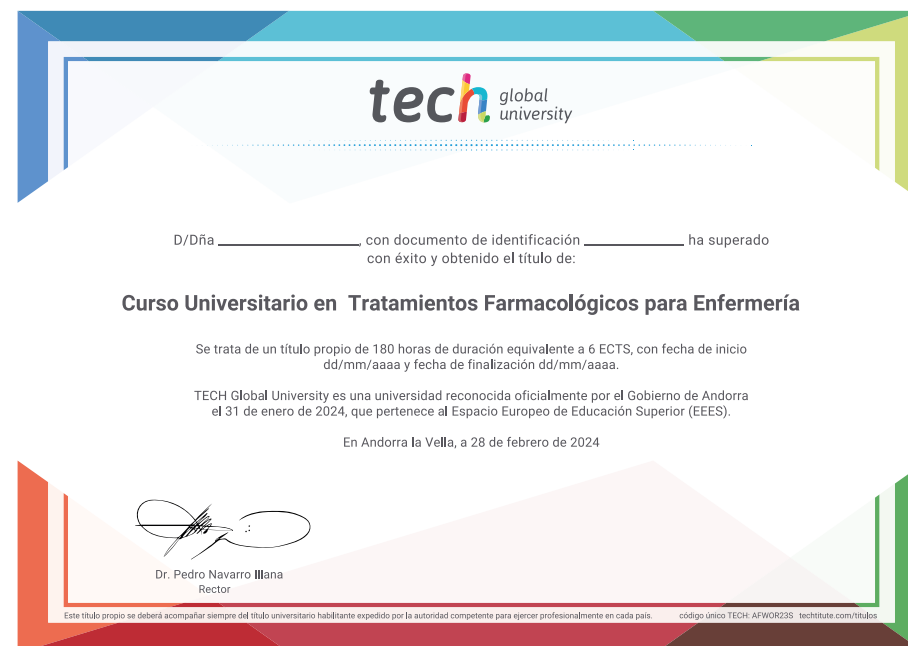 tech global university
D/Dña ____________________, con documento de identificación ______________ ha superado
con éxito y obtenido el título de:
Curso Universitario en Tratamientos Farmacológicos para Enfermería
Se trata de un título propio de 180 horas de duración equivalente a 6 ECTS, con fecha de inicio
dd/mm/aaaa y fecha de finalización dd/mm/aaaa.
TECH Global University es una universidad reconocida oficialmente por el Gobierno de Andorra
el 31 de enero de 2024, que pertenece al Espacio Europeo de Educación Superior (EEES).
En Andorra la Vella, a 28 de febrero de 2024
Dr. Pedro Navarro Illana
Rector
Este título propio se deberá acompañar siempre del título universitario habilitante expedido por la autoridad competente para ejercer profesionalmente en cada país. código único TECH: AFWOR23S techtitute.com/titulos